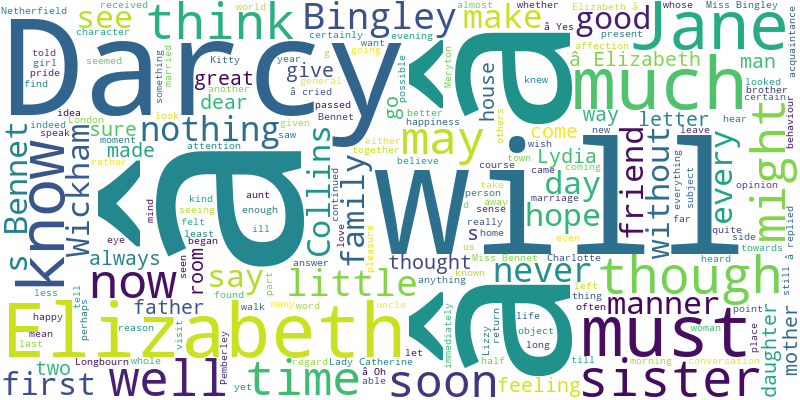 Netherfield
received
world
Elizabeth â
whether
Miss Bingley
whose
almost
â Yes
see
think
Bingley
make
good
Jane
character
certainly
evening
present
acquaintance
told
girl
seemed
Kitty
year
want
going
affection
pride
find
something
married
great
give
Meryton
â Elizabeth
man
looked
brother
certain
behaviour
Darcy
â
much
general
â cried
dear
go
possible
knew
house
way
letter
idea
London
another
passed
Bennet
better
happiness
others
new
leave
hear
indeed
speak
moment
look
sure
given
saw
nothing
either
together
may
wish
come
might
s Bennet
know
Wickham
made
attention
rather
believe
course
town
came
coming
Lydia
friend
without
every
opinion
Collins
family
continued
kind
aunt
mind
seeing
felt
enough
least
ill
will
person
take
marriage
day
everything
subject
quite
side
d
away
sense
really
home
hope
far
towards
eye
always
began
seen
room
love
pleasure
thought
s
us
even
Charlotte
heard
still
â replied
now
say
answer
anything
known
Miss Bennet
never
though
less
part
little
left
thing
often
manner
happy
tell
perhaps
father
found
many
uncle
immediately
Lizzy
return
life
object
long
point
daughter
mother
mean
last
reason
visit
walk
word
Elizabeth
must
woman
place
two
Longbourn
whole
Pemberley
regard
Lady Catherine
let
half
till
morning
conversation
first
well
yet
time
â Oh
able
soon
feeling
sister